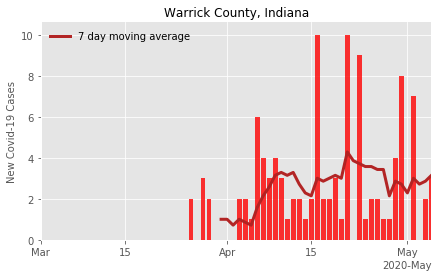 Warrick County, Indiana
7 day moving average
New Covid-19 Cases
10
8
6
4
2
0
Mar 15 Apr 15 May
2020-May